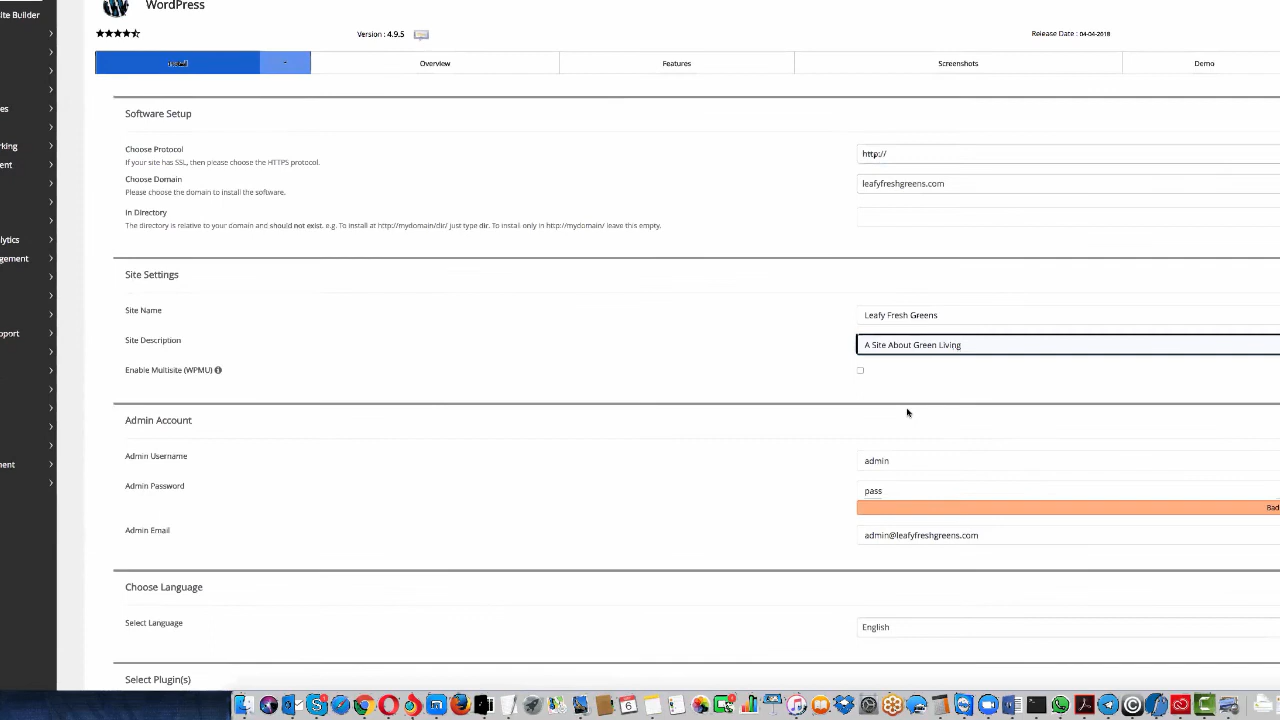 ite Builder
WordPress
Version : 4.9.5
Release Date : 04-04-2018
Overview
Features
Screenshots
Demo
Software Setup
es
rking
Choose Protocol
http://
If your site has SSL, then please choose the HTTPS protocol.
ent
Choose Domain
leafyfreshgreens.com
Please choose the domain to install the software.
In Directory
The directory is relative to your domain and should not exist. e.g. To install at http://mydomain/dir/ just type dir. To install only in http://mydomain/ leave this empty.
lytics
gement
Site Settings
Site Name
Leafy Fresh Greens
pport
Site Description
A Site About Green Living
Enable Multisite (WPMU)
Admin Account
Admin Username
admin
ment
Admin Password
pass
Bad
Admin Email
admin@leafyfreshgreens.com
Choose Language
Select Language
English
Select Plugin(s)
6